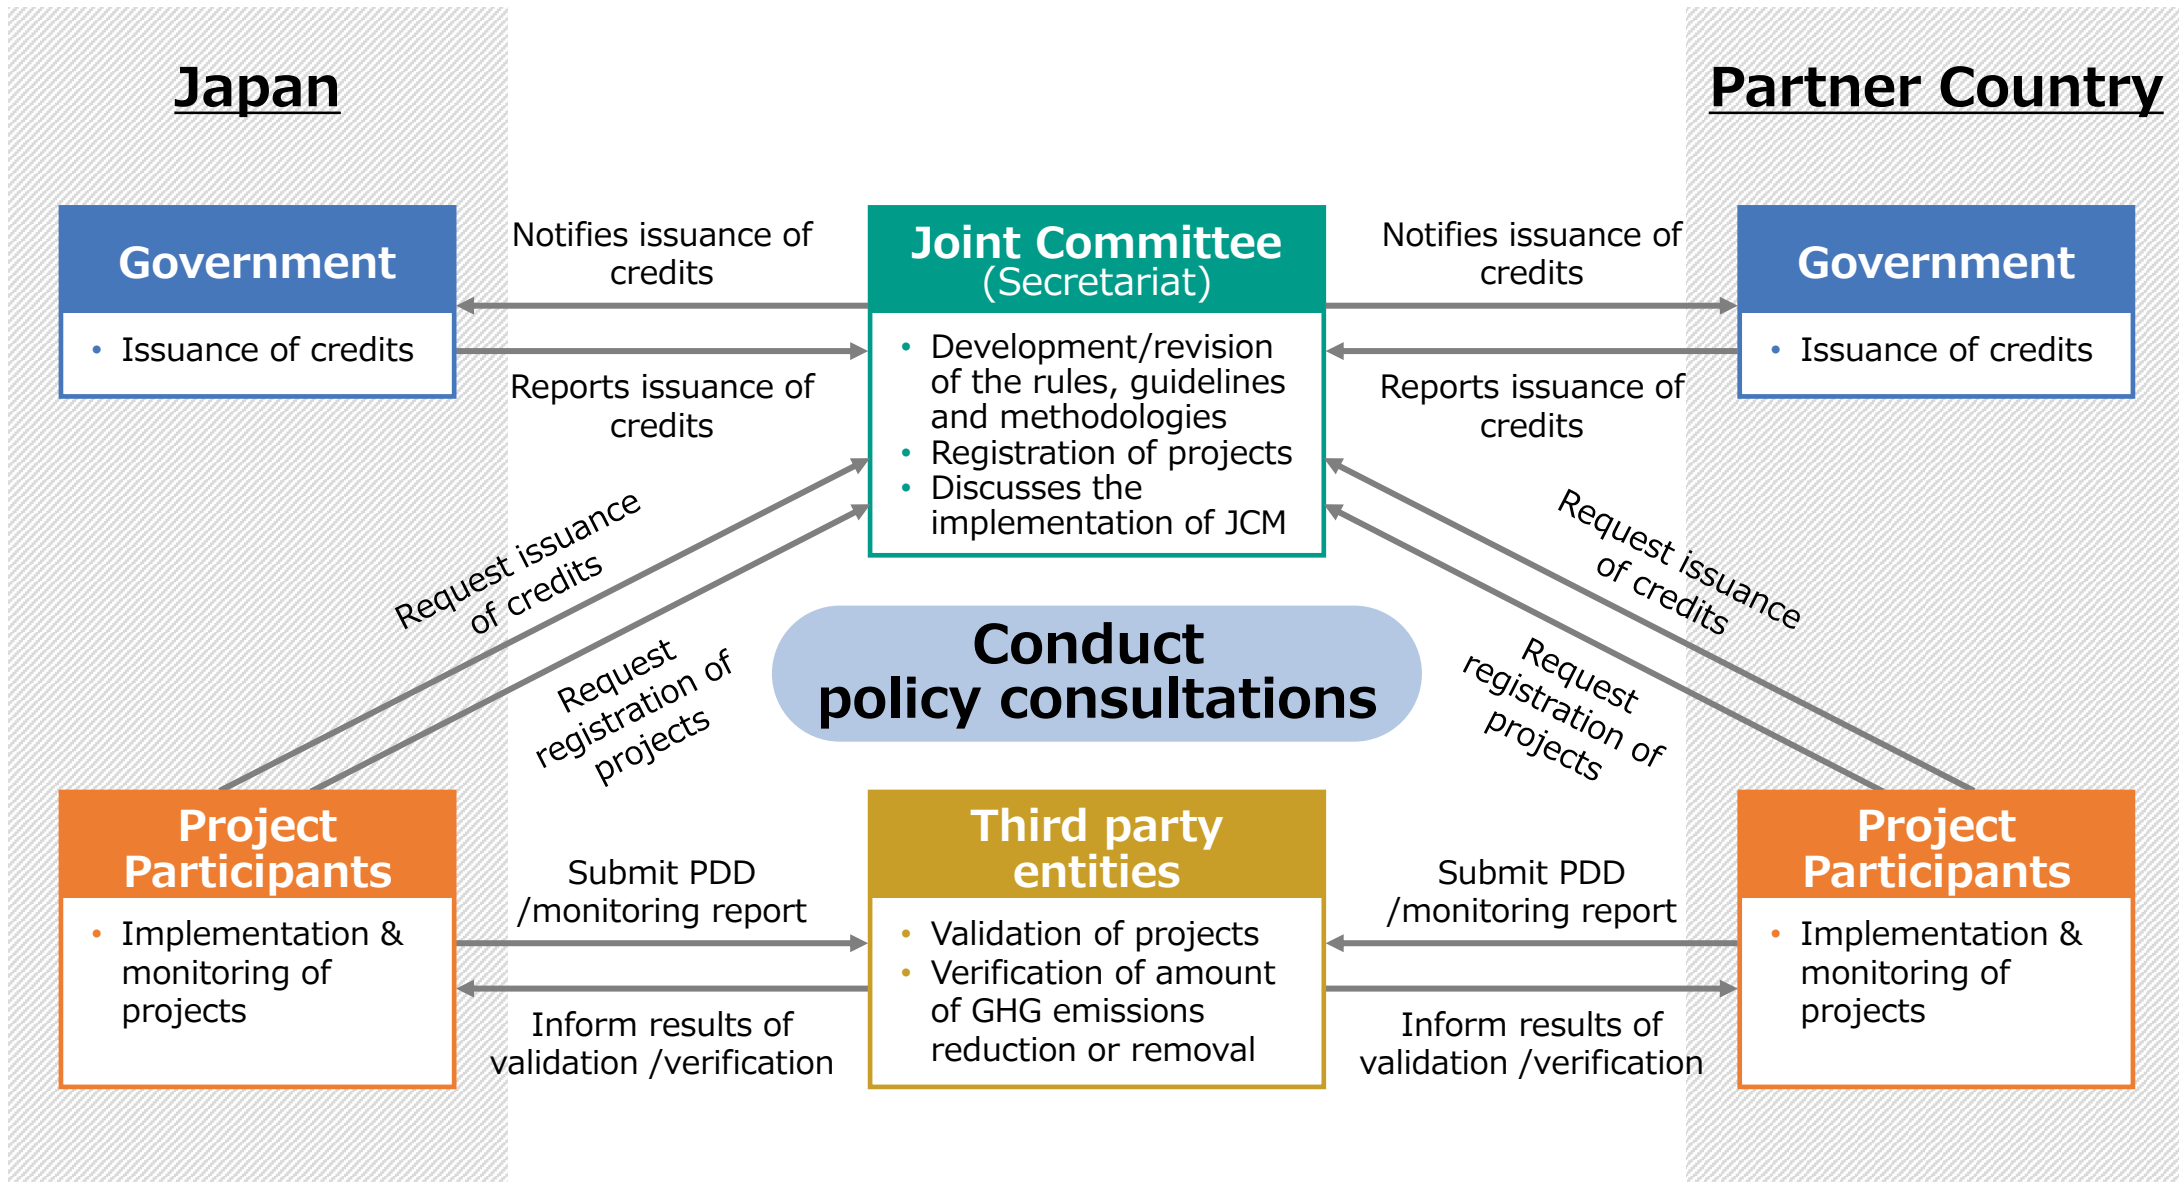 Japan
Partner Country
Government
• Issuance of credits
Notifies issuance of
credits
Reports issuance of
credits
Joint Committee
(Secretariat)
• Development/revision
of the rules, guidelines
and methodologies
• Registration of projects
• Discusses the
implementation of JCM
Notifies issuance of
credits
Reports issuance of
credits
Government
• Issuance of credits
Request issuance
of credits
Request
registration of
projects
Conduct
policy consultations
Request issuance
of credits
Request
registration of
projects
Project
Participants
• Implementation &
monitoring of
projects
Submit PDD
/monitoring report
Inform results of
validation /verification
Third party
entities
• Validation of projects
• Verification of amount
of GHG emissions
reduction or removal
Submit PDD
/monitoring report
Inform results of
validation /verification
Project
Participants
• Implementation &
monitoring of
projects